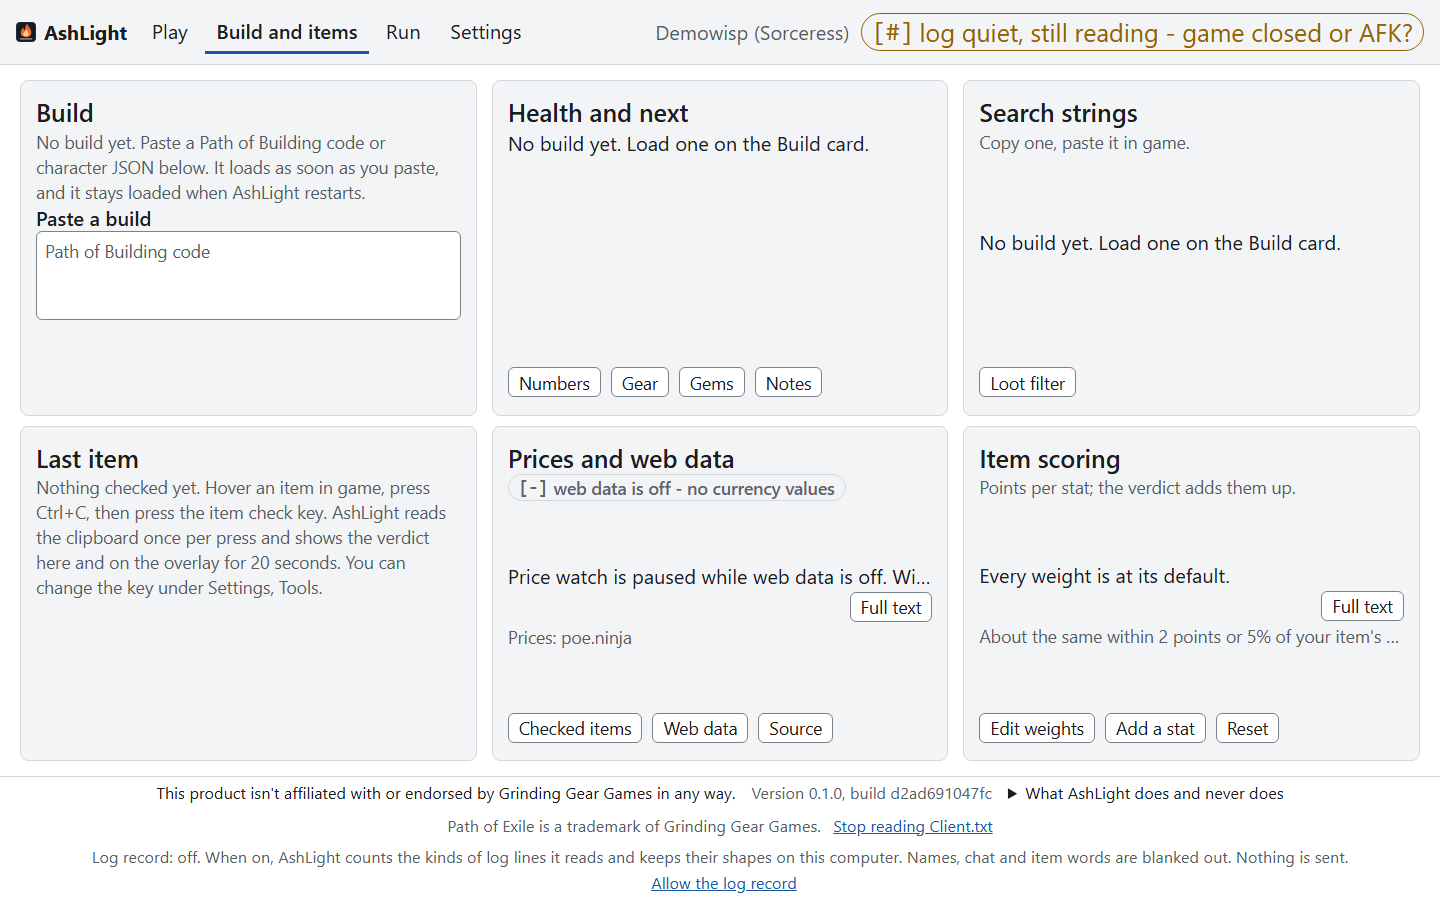 AshLight Play Build and items Run Settings Demowisp (Sorceress) [#] log quiet, still reading - game closed or AFK?
Build
No build yet. Paste a Path of Building code or
character JSON below. It loads as soon as you paste,
and it stays loaded when AshLight restarts.
Paste a build
Path of Building code
Health and next
No build yet. Load one on the Build card.
Numbers Gear Gems Notes
Search strings
Copy one, paste it in game.
No build yet. Load one on the Build card.
Loot filter
Last item
Nothing checked yet. Hover an item in game, press
Ctrl+C, then press the item check key. AshLight reads
the clipboard once per press and shows the verdict
here and on the overlay for 20 seconds. You can
change the key under Settings, Tools.
Prices and web data
[-] web data is off - no currency values
Price watch is paused while web data is off. Wi...
Full text
Prices: poe.ninja
Checked items Web data Source
Item scoring
Points per stat; the verdict adds them up.
Every weight is at its default.
Full text
About the same within 2 points or 5% of your item's ...
Edit weights Add a stat Reset
This product isn't affiliated with or endorsed by Grinding Gear Games in any way. Version 0.1.0, build d2ad691047fc ▶ What AshLight does and never does
Path of Exile is a trademark of Grinding Gear Games. Stop reading Client.txt
Log record: off. When on, AshLight counts the kinds of log lines it reads and keeps their shapes on this computer. Names, chat and item words are blanked out. Nothing is sent.
Allow the log record